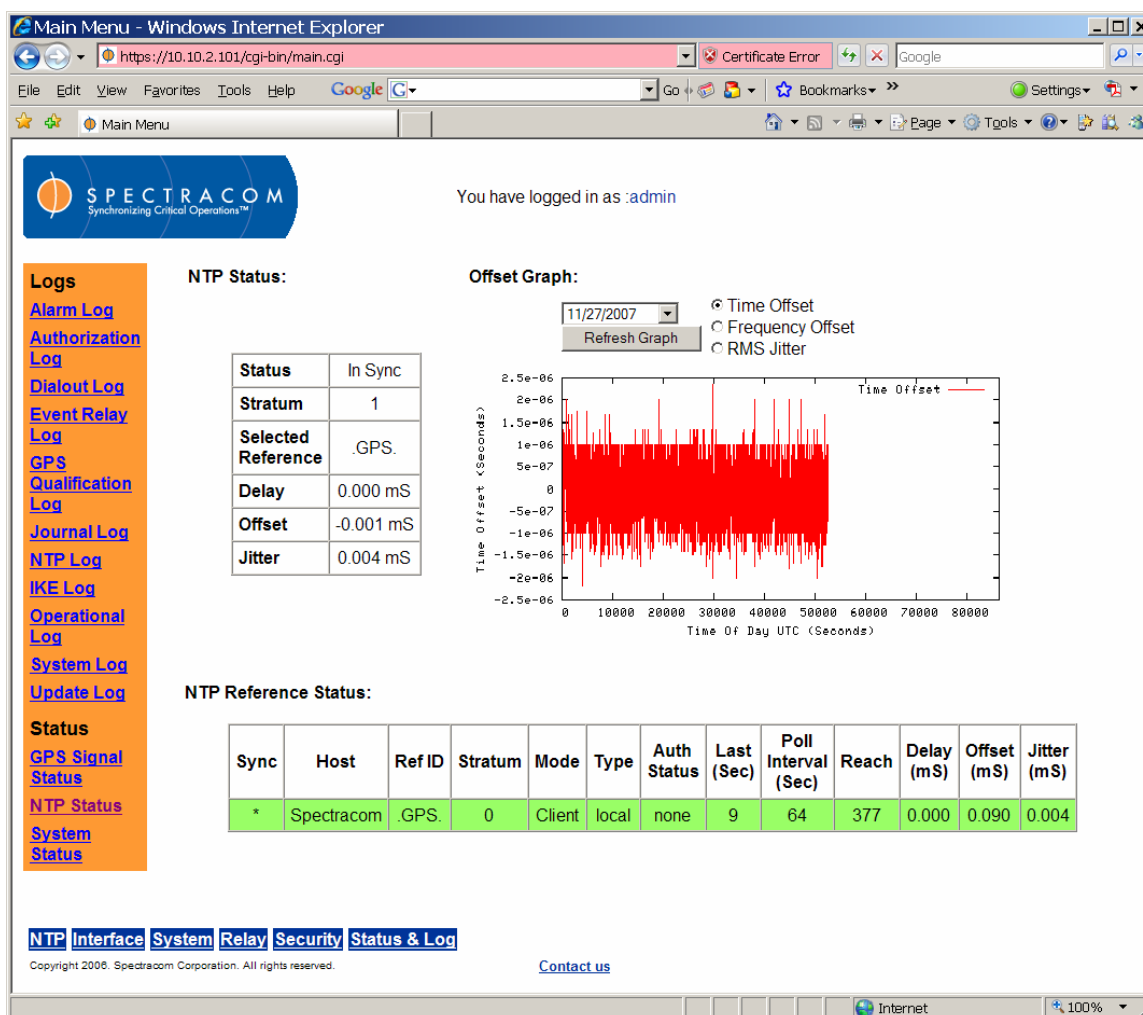 Main Menu - Windows Internet Explorer
https://10.10.2.101/cgi-bin/main.cgi
Certificate Error
Google
File Edit View Favorites Tools Help
Google G
Go
Bookmarks
Settings
Main Menu
Page
Tools
SPECTRACOM
Synchronizing Critical Operations™
You have logged in as :admin
Logs
Alarm Log
Authorization
Log
Dialout Log
Event Relay
Log
GPS
Qualification
Log
Journal Log
NTP Log
IKE Log
Operational
Log
System Log
Update Log
Status
GPS Signal
Status
NTP Status
System
Status
NTP Status:
Status In Sync
Stratum 1
Selected
Reference .GPS.
Delay 0.000 mS
Offset -0.001 mS
Jitter 0.004 mS
Offset Graph:
11/27/2007
Refresh Graph
Time Offset
Frequency Offset
RMS Jitter
Time Offset
2.5e-06
2e-06
1.5e-06
1e-06
5e-07
0
-5e-07
-1e-06
-1.5e-06
-2e-06
-2.5e-06
Time Offset (Seconds)
0 10000 20000 30000 40000 50000 60000 70000 80000
Time Of Day UTC (Seconds)
NTP Reference Status:
Sync Host Ref ID Stratum Mode Type Auth Status Last (Sec) Poll Interval (Sec) Reach Delay (mS) Offset (mS) Jitter (mS)
* Spectracom .GPS. 0 Client local none 9 64 377 0.000 0.090 0.004
NTP Interface System Relay Security Status & Log
Copyright 2006. Spectracom Corporation. All rights reserved.
Contact us
Internet
100%